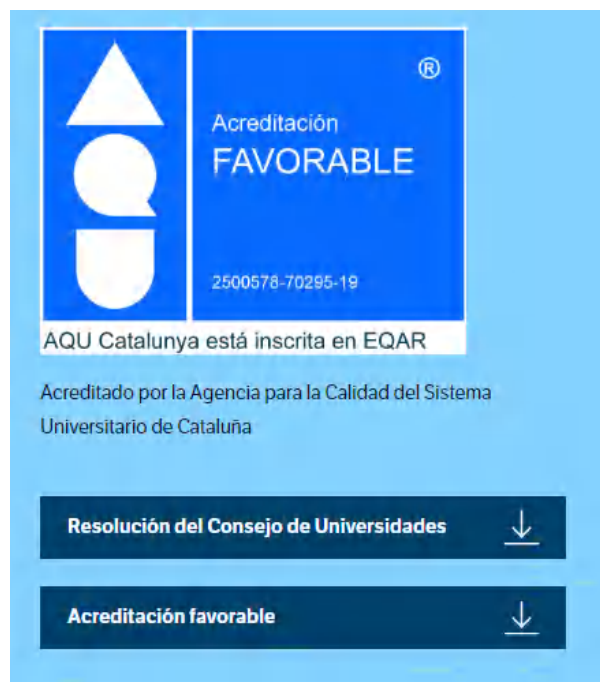 ®
Acreditación
FAVORABLE
2500578-70295-19
AQU Catalunya está inscrita en EQAR
Acreditado por la Agencia para la Calidad del Sistema
Universitario de Cataluña
Resolución del Consejo de Universidades
Acreditación favorable